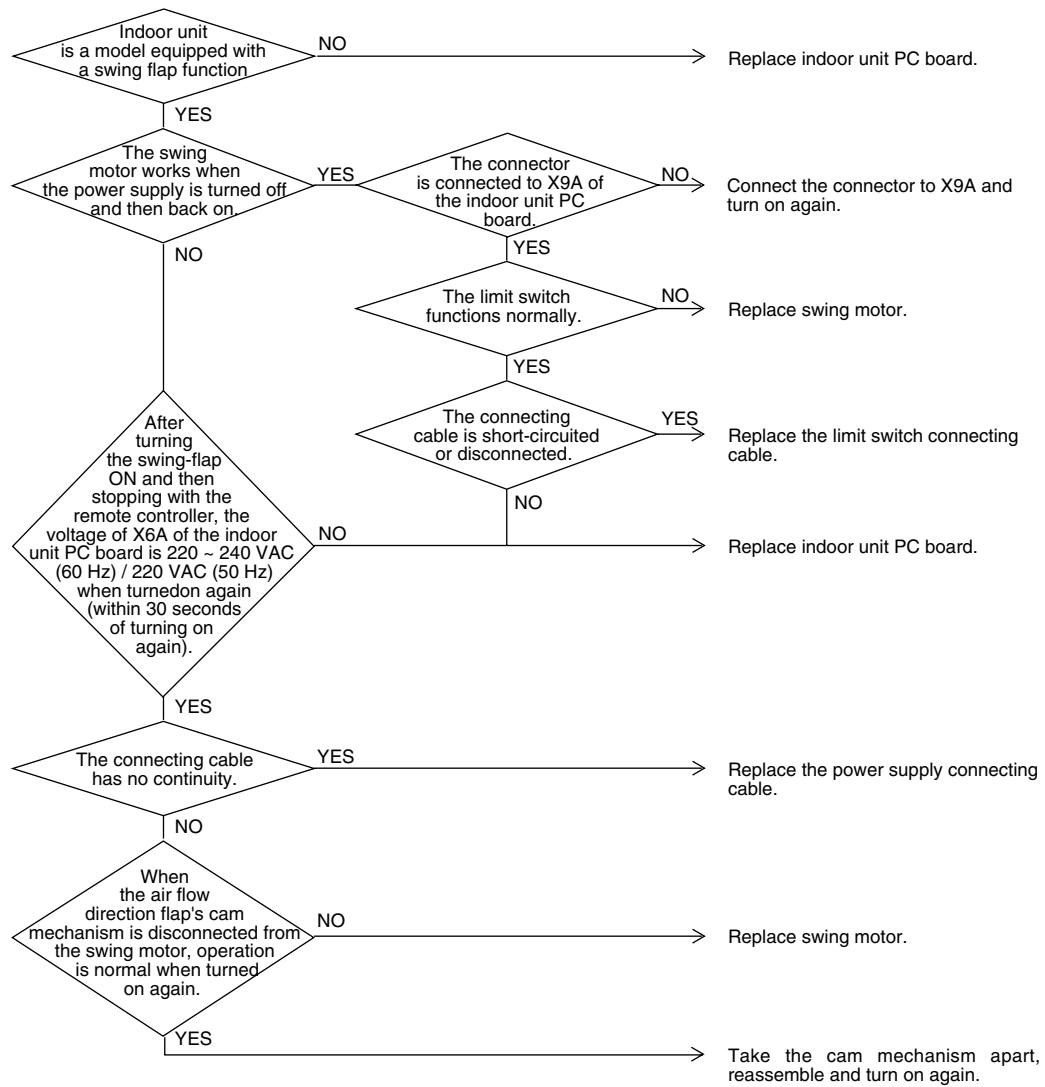 Indoor unit
is a model equipped with
a swing flap function
NO
Replace indoor unit PC board.
YES
The swing
motor works when
the power supply is turned off
and then back on.
YES
The connector
is connected to X9A of
the indoor unit PC
board.
NO
Connect the connector to X9A and
turn on again.
NO
YES
The limit switch
functions normally.
NO
Replace swing motor.
YES
The connecting
cable is short-circuited
or disconnected.
YES
Replace the limit switch connecting
cable.
NO
After
turning
the swing-flap
ON and then
stopping with the
remote controller, the
voltage of X6A of the indoor
unit PC board is 220 ~ 240 VAC
(60 Hz) / 220 VAC (50 Hz)
when turnedon again
(within 30 seconds
of turning on
again).
NO
Replace indoor unit PC board.
YES
The connecting cable
has no continuity.
YES
Replace the power supply connecting
cable.
NO
When
the air flow
direction flap's cam
mechanism is disconnected from
the swing motor, operation
is normal when turned
on again.
NO
Replace swing motor.
YES
Take the cam mechanism apart,
reassemble and turn on again.